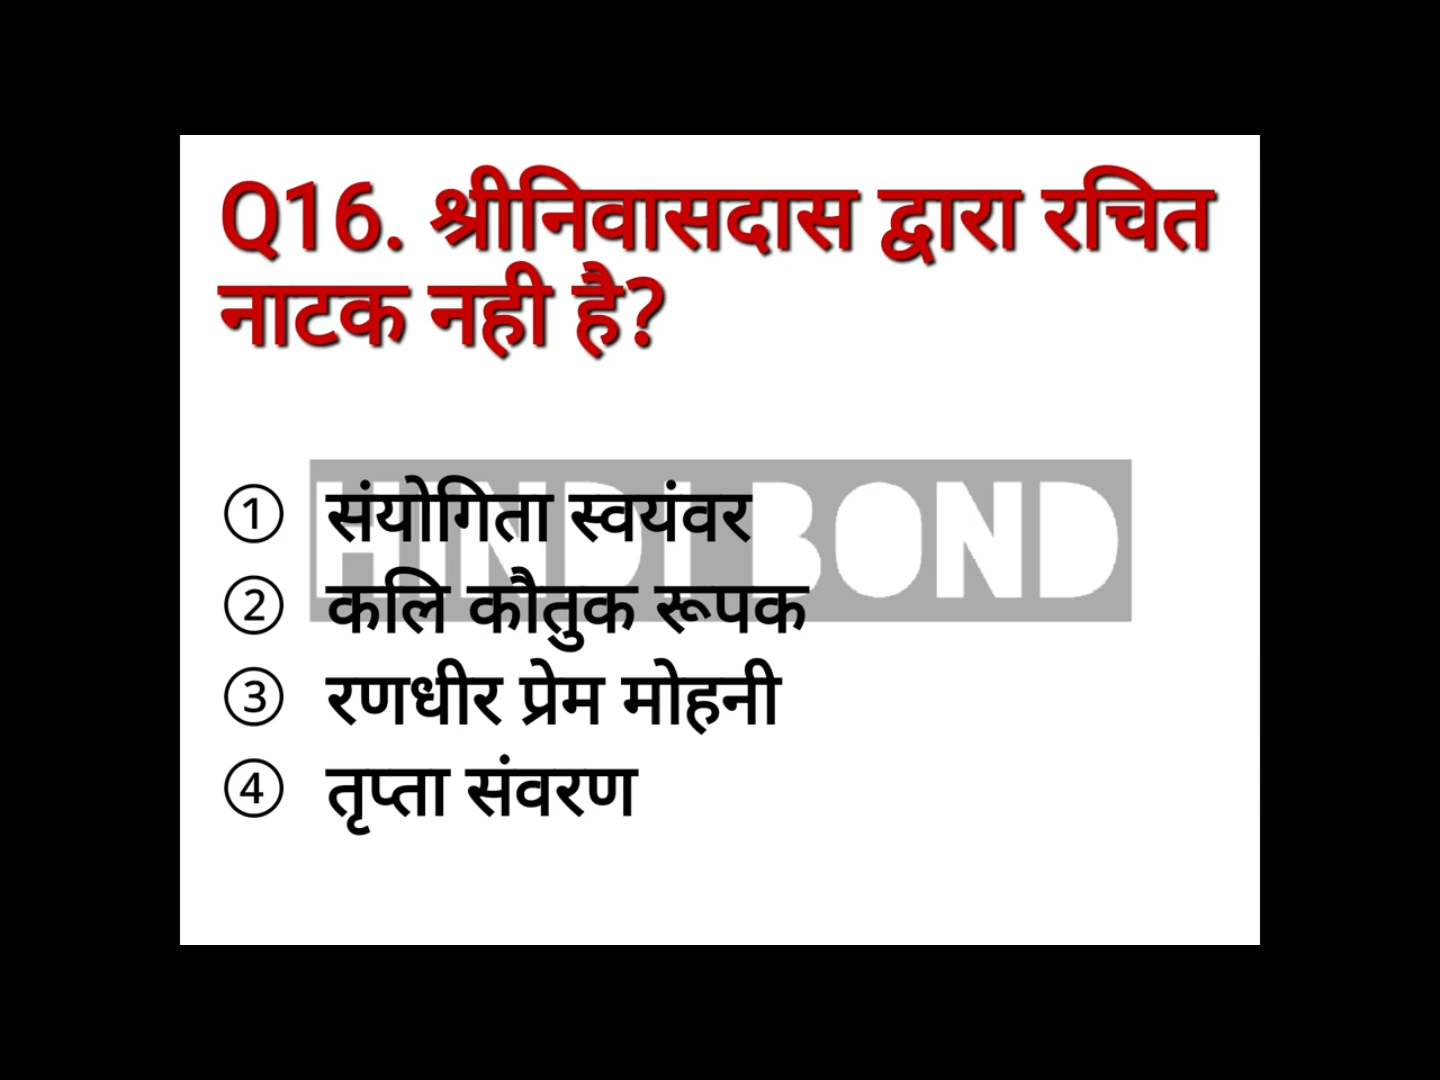 Q16. श्रीनिवासदास द्वारा रचित
नाटक नही है?
HINDI BOND
① संयोगिता स्वयंवर
② कलि कौतुक रूपक
③ रणधीर प्रेम मोहनी
④ तृप्ता संवरण